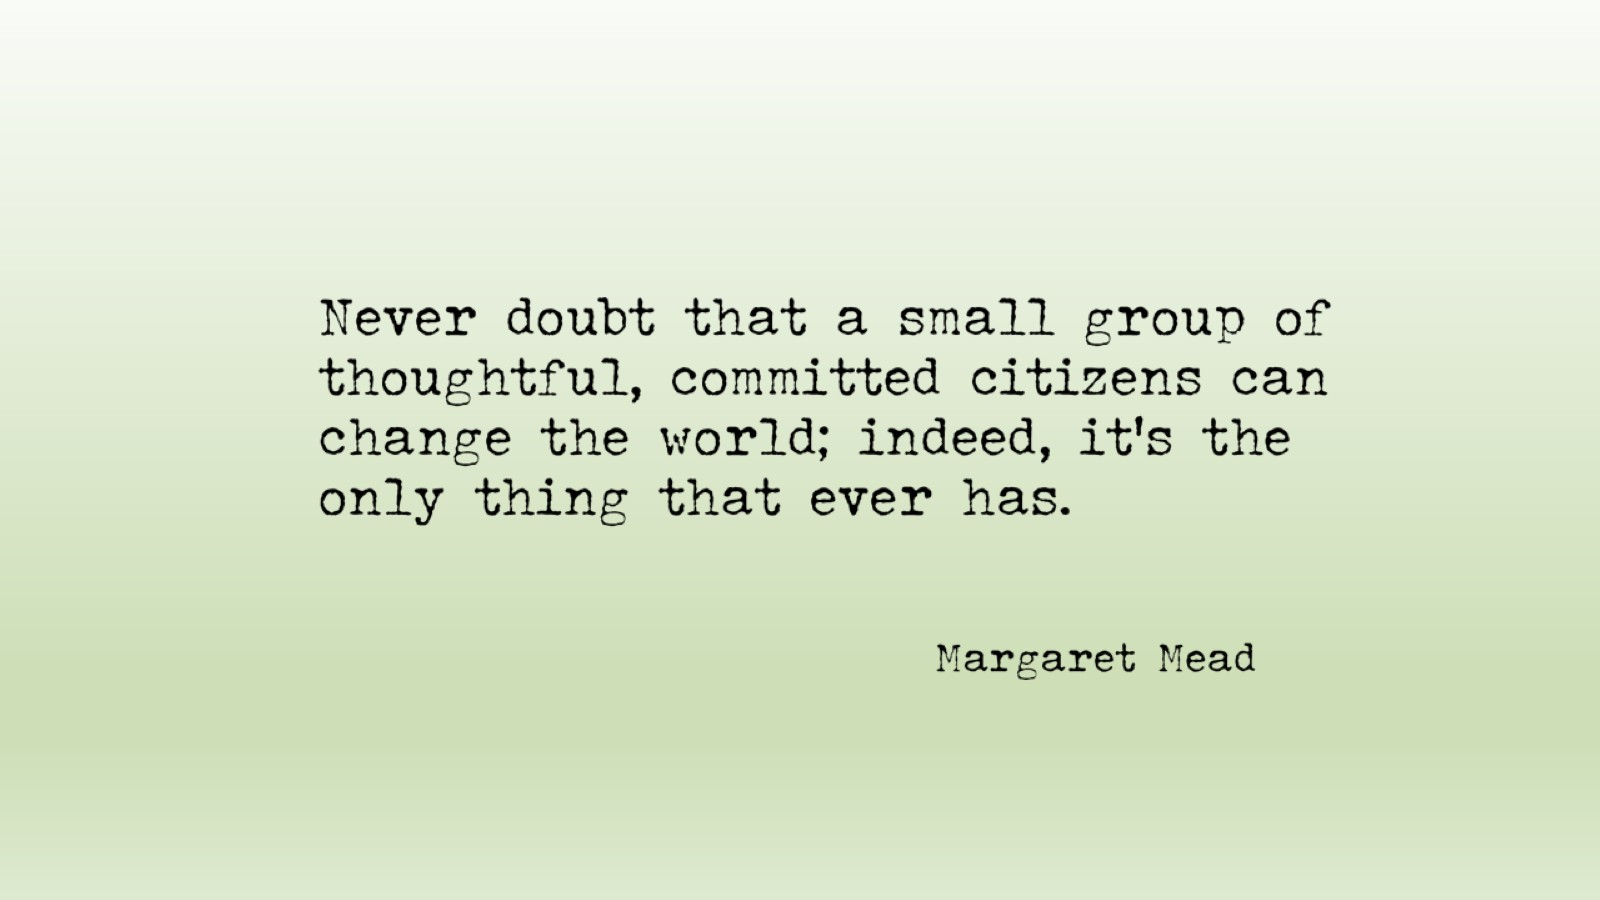 Never doubt that a small group of
thoughtful, committed citizens can
change the world; indeed, it's the
only thing that ever has.
Margaret Mead